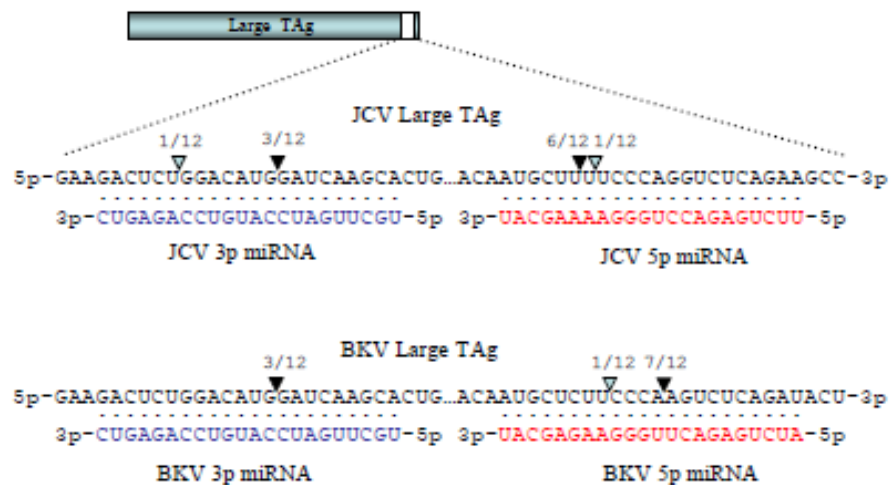 Large TAg
JCV Large TAg
1/12 3/12 6/12 1/12
5p-GAAGACUCUGGACAUGGAUCAAGCACUG...ACAAUGCUUUUCCCAGGUCUCAGAAGCC-3p
3p-CUGAGACCUGUACCUAGUUCGU-5p 3p-UACGAAAAGGGUCCAGAGUCUU-5p
JCV 3p miRNA JCV 5p miRNA
BKV Large TAg
3/12 1/12 7/12
5p-GAAGACUCUGGACAUGGAUCAAGCACUG...ACAAUGCUCUUCCCAAGUCUCAGAUACU-3p
3p-CUGAGACCUGUACCUAGUUCGU-5p 3p-UACGAGAAGGGUUCAGAGUCUA-5p
BKV 3p miRNA BKV 5p miRNA